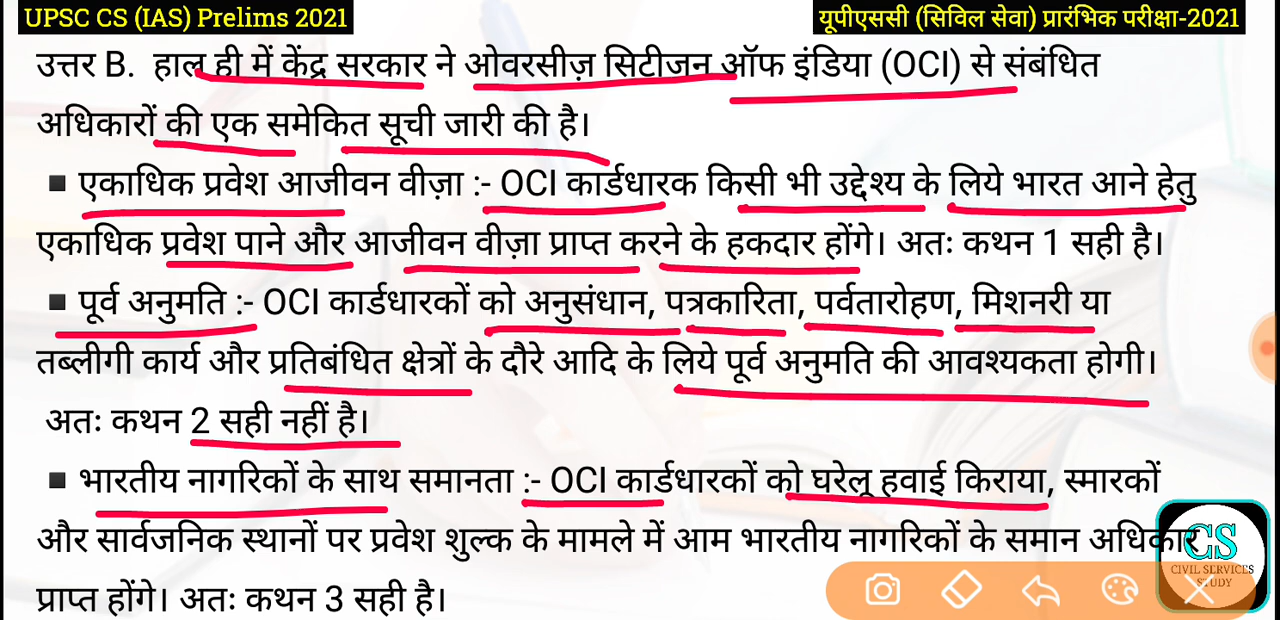 UPSC CS (IAS) Prelims 2021
यूपीएससी (सिविल सेवा) प्रारंभिक परीक्षा-2021
उत्तर B. हाल ही में केंद्र सरकार ने ओवरसीज़ सिटीजन ऑफ इंडिया (OCI) से संबंधित
अधिकारों की एक समेकित सूची जारी की है।
▪ एकाधिक प्रवेश आजीवन वीज़ा :- OCI कार्डधारक किसी भी उद्देश्य के लिये भारत आने हेतु
एकाधिक प्रवेश पाने और आजीवन वीज़ा प्राप्त करने के हकदार होंगे। अतः कथन 1 सही है।
▪ पूर्व अनुमति :- OCI कार्डधारकों को अनुसंधान, पत्रकारिता, पर्वतारोहण, मिशनरी या
तब्लीगी कार्य और प्रतिबंधित क्षेत्रों के दौरे आदि के लिये पूर्व अनुमति की आवश्यकता होगी।
अतः कथन 2 सही नहीं है।
▪ भारतीय नागरिकों के साथ समानता :- OCI कार्डधारकों को घरेलू हवाई किराया, स्मारकों
और सार्वजनिक स्थानों पर प्रवेश शुल्क के मामले में आम भारतीय नागरिकों के समान अधिकार
प्राप्त होंगे। अतः कथन 3 सही है।
CS
CIVIL SERVICES
STUDY